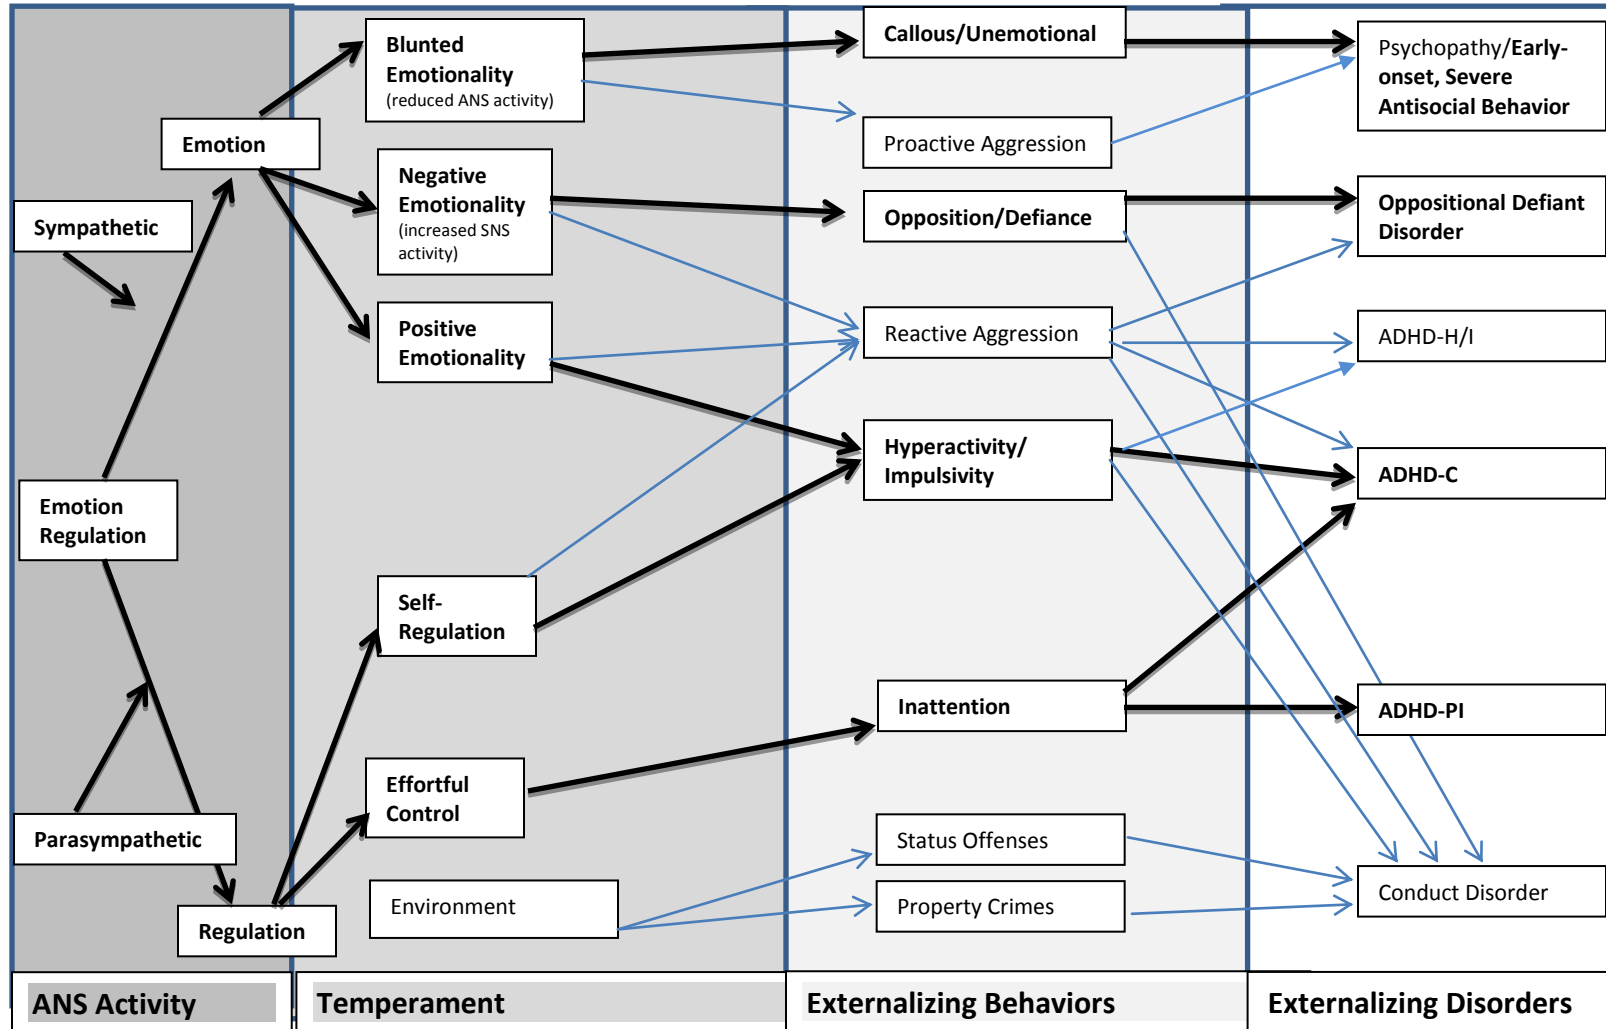 Sympathetic
Emotion
Regulation
Parasympathetic
Emotion
Regulation
Blunted
Emotionality
(reduced ANS activity)
Negative
Emotionality
(increased SNS
activity)
Positive
Emotionality
Self-
Regulation
Effortful
Control
Environment
Callous/Unemotional
Proactive Aggression
Opposition/Defiance
Reactive Aggression
Hyperactivity/
Impulsivity
Inattention
Status Offenses
Property Crimes
Psychopathy/Early-
onset, Severe
Antisocial Behavior
Oppositional Defiant
Disorder
ADHD-H/I
ADHD-C
ADHD-PI
Conduct Disorder
ANS Activity
Temperament
Externalizing Behaviors
Externalizing Disorders